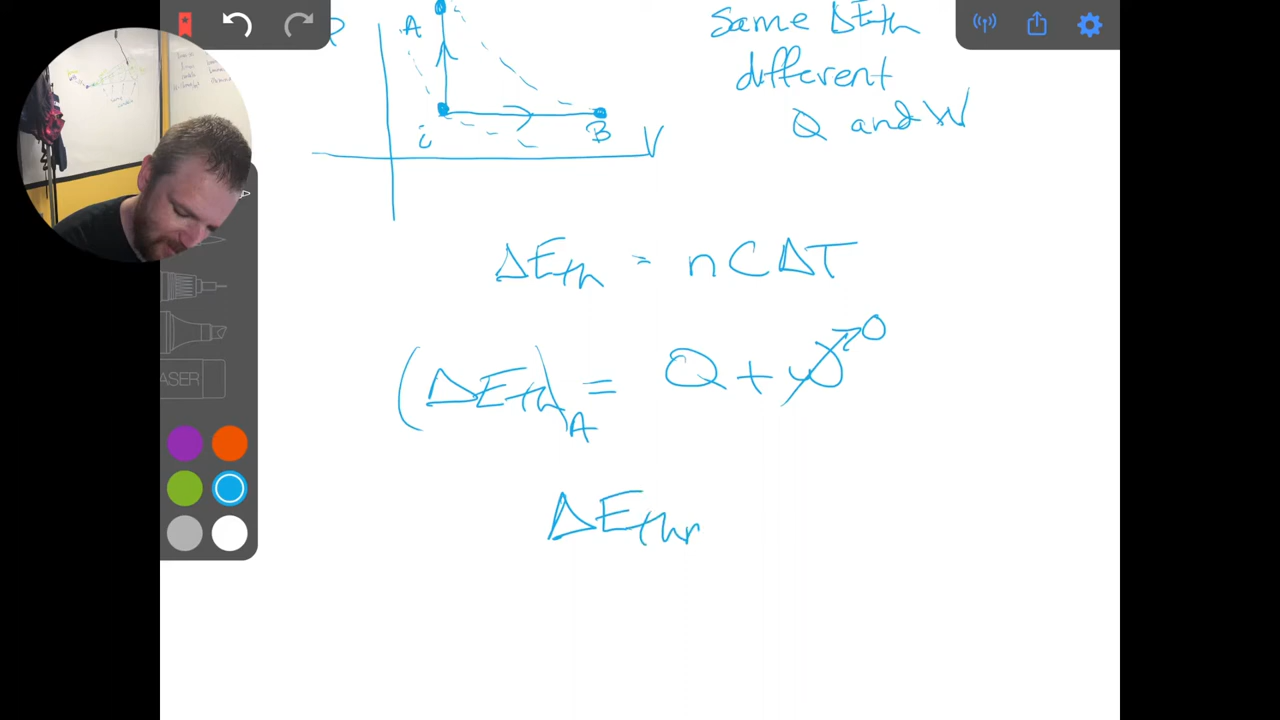 A
C
B
V
Same ΔEth
different
Q and W
ΔEth = nCΔT
(ΔEth)A = Q + W→0
ΔEth
ASER